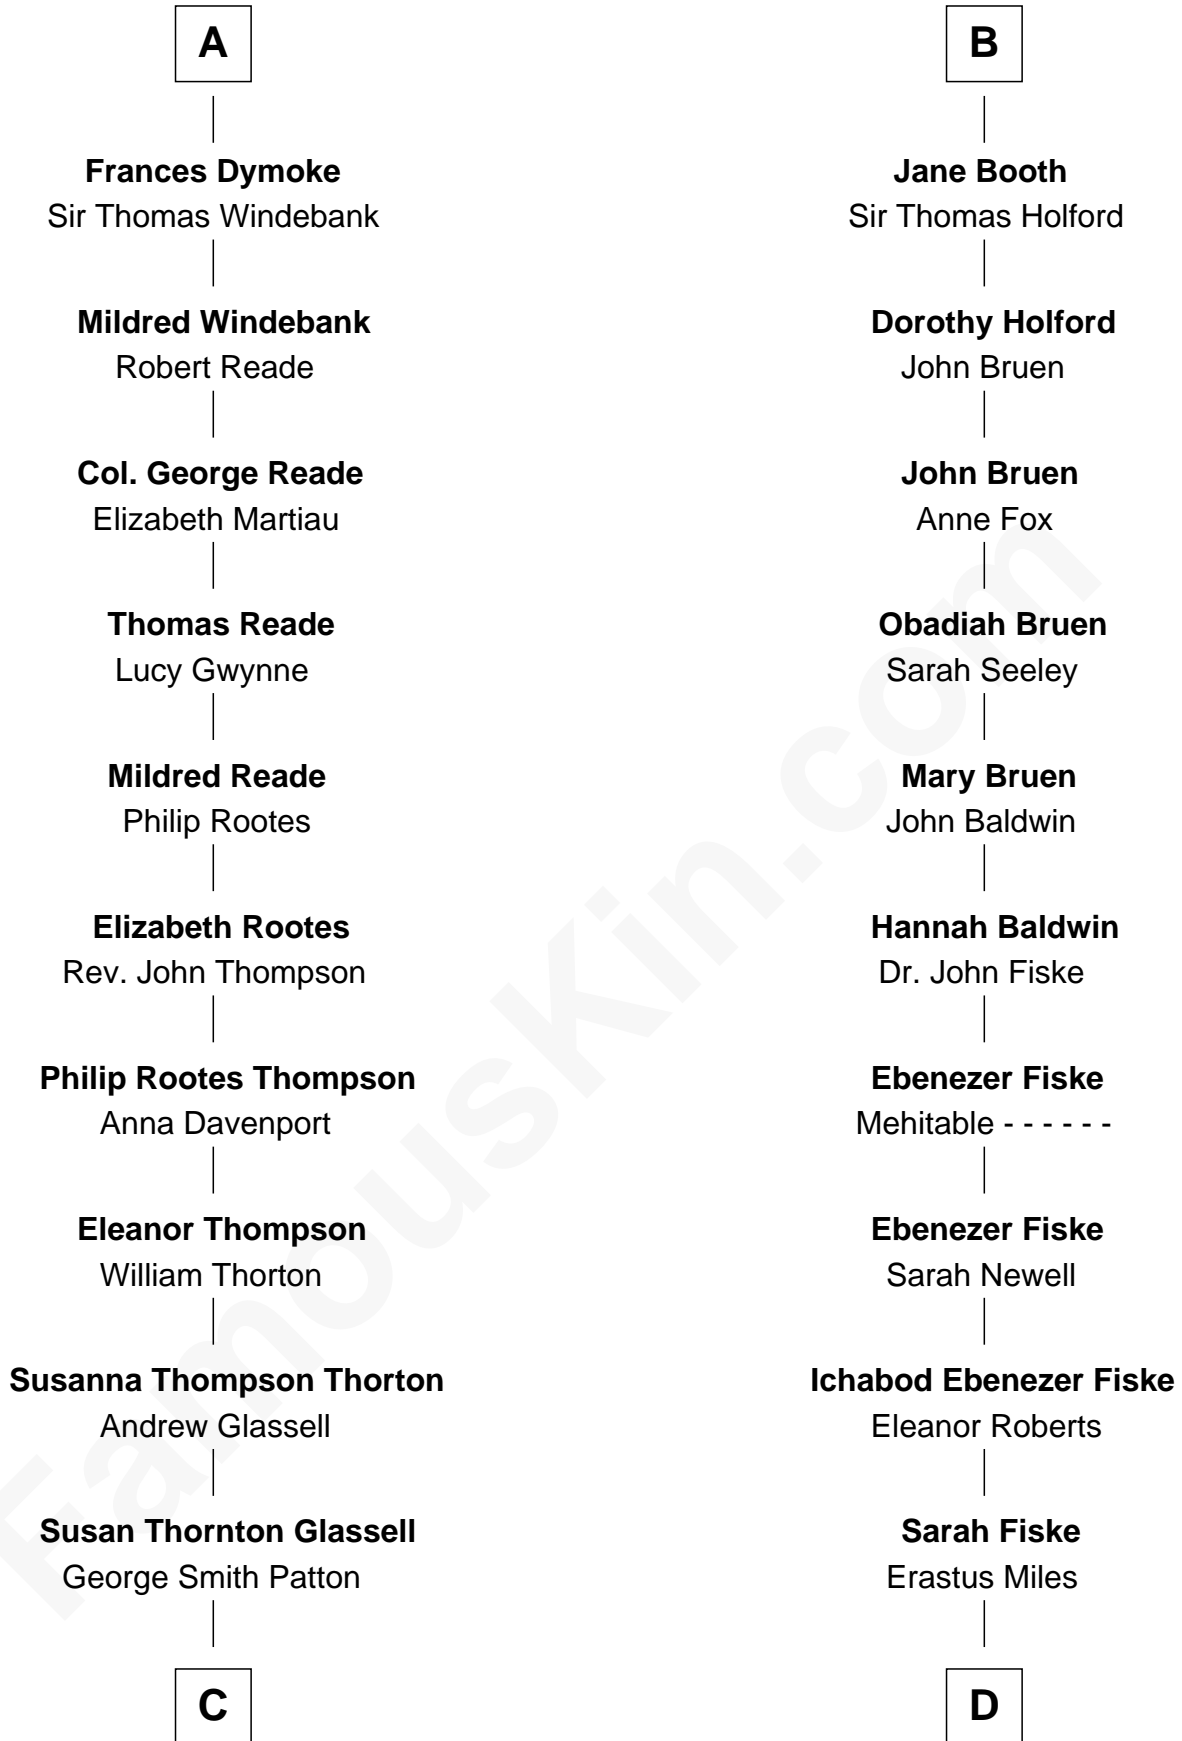 A
Frances Dymoke
Sir Thomas Windebank
Mildred Windebank
Robert Reade
Col. George Reade
Elizabeth Martiau
Thomas Reade
Lucy Gwynne
Mildred Reade
Philip Rootes
Elizabeth Rootes
Rev. John Thompson
Philip Rootes Thompson
Anna Davenport
Eleanor Thompson
William Thorton
Susanna Thompson Thorton
Andrew Glassell
Susan Thornton Glassell
George Smith Patton
C
B
Jane Booth
Sir Thomas Holford
Dorothy Holford
John Bruen
John Bruen
Anne Fox
Obadiah Bruen
Sarah Seeley
Mary Bruen
John Baldwin
Hannah Baldwin
Dr. John Fiske
Ebenezer Fiske
Mehitable - - - - - -
Ebenezer Fiske
Sarah Newell
Ichabod Ebenezer Fiske
Eleanor Roberts
Sarah Fiske
Erastus Miles
D
FamousKin.com